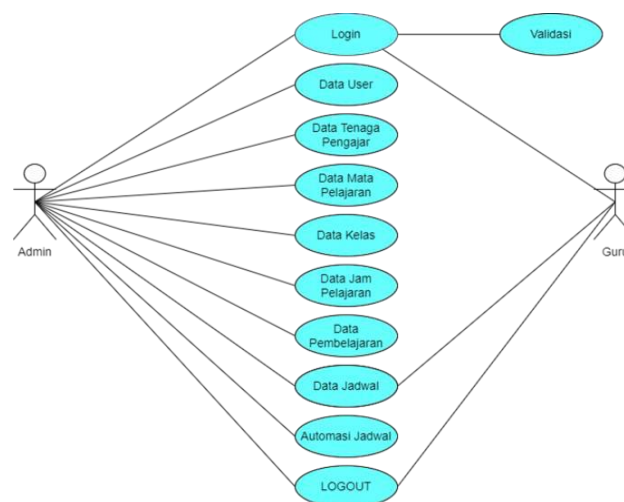 Login
Validasi
Data User
Data Tenaga
Pengajar
Data Mata
Pelajaran
Admin
Guru
Data Kelas
Data Jam
Pelajaran
Data
Pembelajaran
Data Jadwal
Automasi Jadwal
LOGOUT